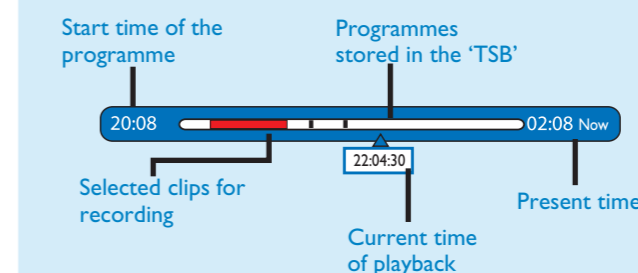 Start time of the
programme
Programmes
stored in the ‘TSB’
20:08
02:08 Now
22:04:30
Selected clips for
recording
Present time
Current time
of playback